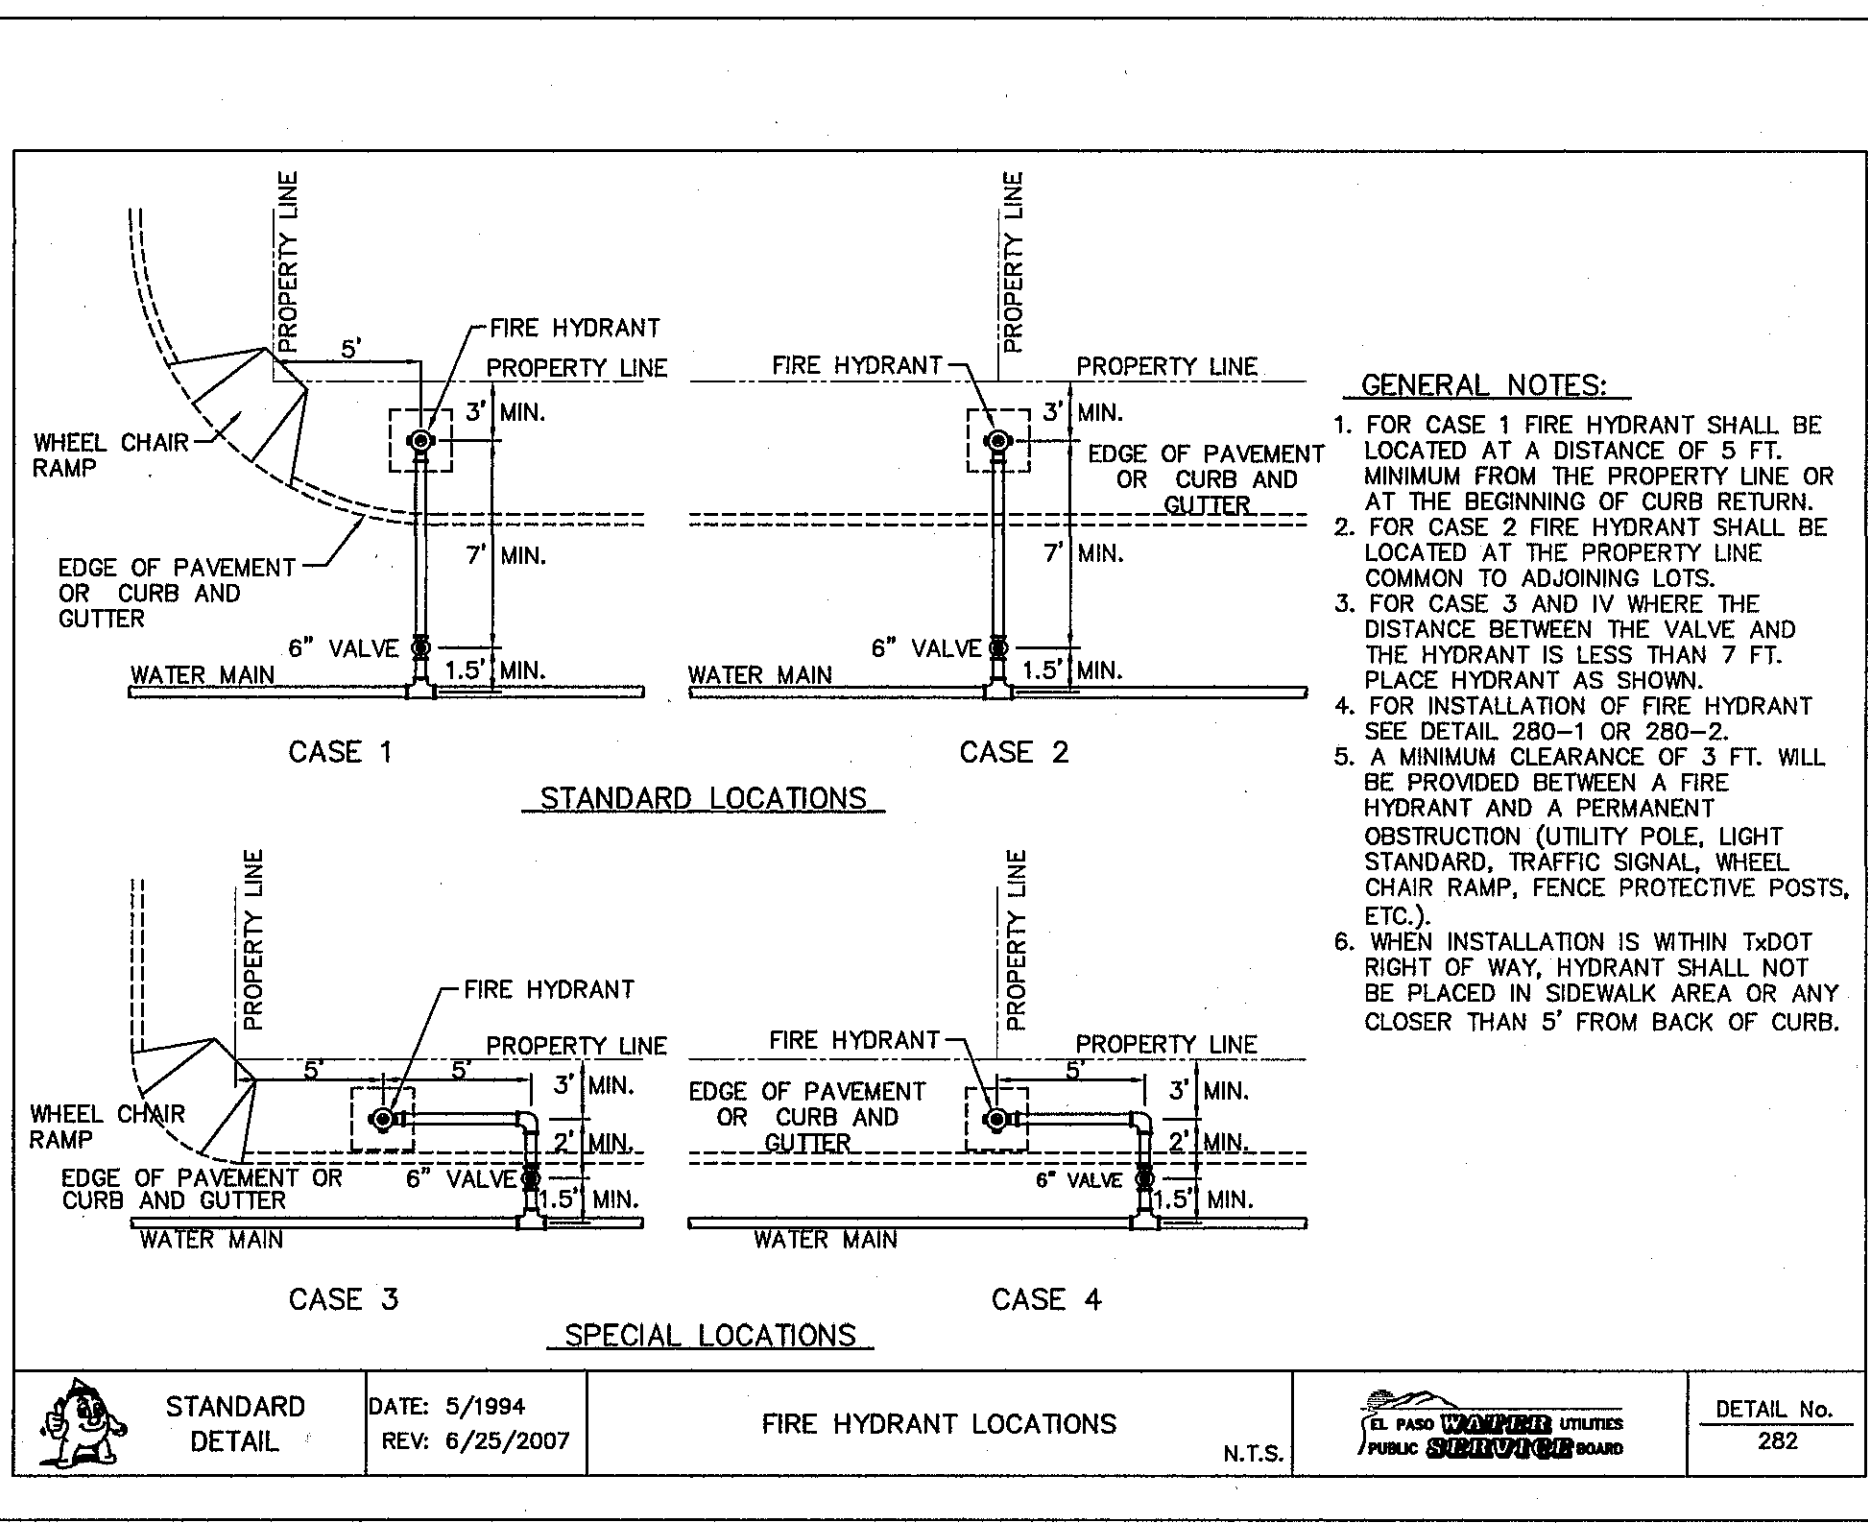 PROPERTY LINE
FIRE HYDRANT
5'
PROPERTY LINE
3' MIN.
WHEEL CHAIR
RAMP
EDGE OF PAVEMENT
OR CURB AND
GUTTER
7' MIN.
6" VALVE
WATER MAIN
1.5' MIN.
CASE 1
PROPERTY LINE
FIRE HYDRANT
PROPERTY LINE
3' MIN.
EDGE OF PAVEMENT
OR CURB AND
GUTTER
7' MIN.
6" VALVE
WATER MAIN
1.5' MIN.
CASE 2
STANDARD LOCATIONS
PROPERTY LINE
FIRE HYDRANT
PROPERTY LINE
5'
5'
3' MIN.
WHEEL CHAIR
RAMP
2' MIN.
EDGE OF PAVEMENT OR
CURB AND GUTTER
6" VALVE
1.5' MIN.
WATER MAIN
CASE 3
PROPERTY LINE
FIRE HYDRANT
PROPERTY LINE
5'
3' MIN.
EDGE OF PAVEMENT
OR CURB AND
GUTTER
2' MIN.
6" VALVE
1.5' MIN.
WATER MAIN
CASE 4
SPECIAL LOCATIONS
GENERAL NOTES:
1. FOR CASE 1 FIRE HYDRANT SHALL BE
LOCATED AT A DISTANCE OF 5 FT.
MINIMUM FROM THE PROPERTY LINE OR
AT THE BEGINNING OF CURB RETURN.
2. FOR CASE 2 FIRE HYDRANT SHALL BE
LOCATED AT THE PROPERTY LINE
COMMON TO ADJOINING LOTS.
3. FOR CASE 3 AND IV WHERE THE
DISTANCE BETWEEN THE VALVE AND
THE HYDRANT IS LESS THAN 7 FT.
PLACE HYDRANT AS SHOWN.
4. FOR INSTALLATION OF FIRE HYDRANT
SEE DETAIL 280-1 OR 280-2.
5. A MINIMUM CLEARANCE OF 3 FT. WILL
BE PROVIDED BETWEEN A FIRE
HYDRANT AND A PERMANENT
OBSTRUCTION (UTILITY POLE, LIGHT
STANDARD, TRAFFIC SIGNAL, WHEEL
CHAIR RAMP, FENCE PROTECTIVE POSTS,
ETC.).
6. WHEN INSTALLATION IS WITHIN TxDOT
RIGHT OF WAY, HYDRANT SHALL NOT
BE PLACED IN SIDEWALK AREA OR ANY
CLOSER THAN 5' FROM BACK OF CURB.
STANDARD
DETAIL
DATE: 5/1994
REV: 6/25/2007
FIRE HYDRANT LOCATIONS
N.T.S.
EL PASO WATER UTILITIES
PUBLIC SERVICE BOARD
DETAIL No.
282